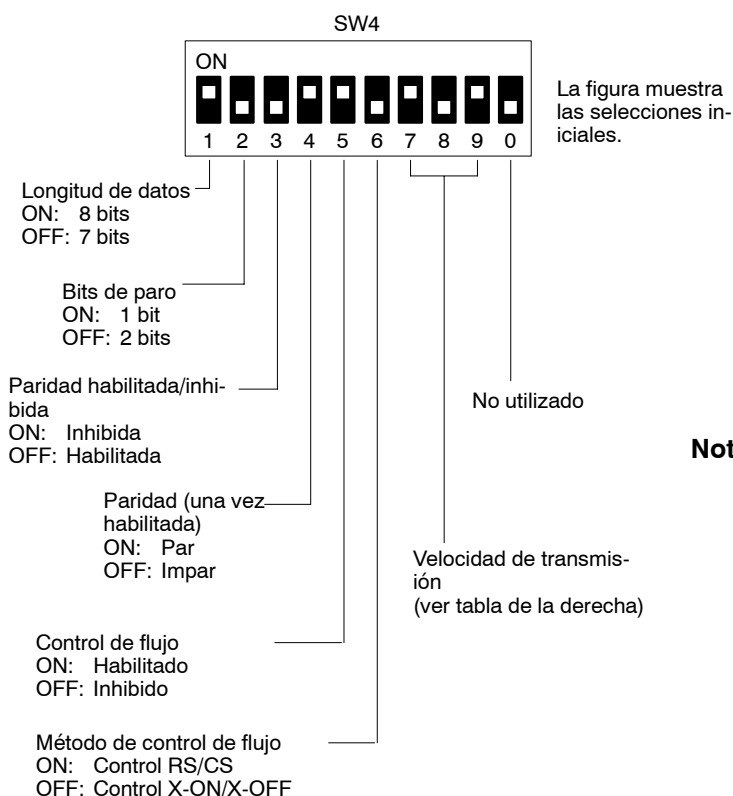 SW4
ON
1 2 3 4 5 6 7 8 9 0
La figura muestra
las selecciones in-
iciales.
Longitud de datos
ON: 8 bits
OFF: 7 bits
Bits de paro
ON: 1 bit
OFF: 2 bits
Paridad habilitada/inhi-
bida
ON: Inhibida
OFF: Habilitada
No utilizado
Not
Paridad (una vez
habilitada)
ON: Par
OFF: Impar
Velocidad de transmis-
ión
(ver tabla de la derecha)
Control de flujo
ON: Habilitado
OFF: Inhibido
Método de control de flujo
ON: Control RS/CS
OFF: Control X-ON/X-OFF